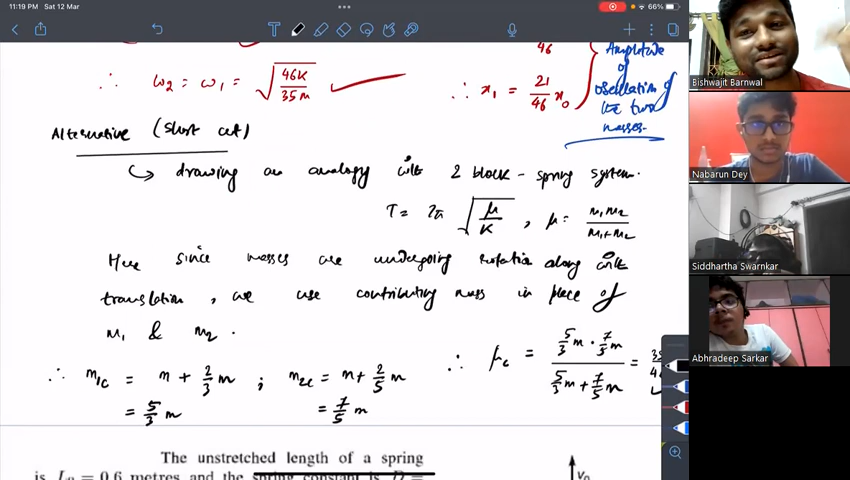 11:19 PM Sat 12 Mar
66%
46
∴ ω₂ = ω₁ = √(46K/35m)
∴ x₁ = 21/46 x₀
Amplitude
of
oscillation of
the two
masses.
Alternative (short cut)
↳ drawing an analogy with 2 block - spring system.
T = 2π √(μ/K) , μ = m₁m₂/m₁+m₂
Here since masses are undergoing rotation along with
translation, we use contributing mass in place of
m₁ & m₂ .
∴ m₁c = m + 2/3 m ; m₂c = m + 2/5 m
= 5/3 m = 7/5 m
∴ μc = (5/3 m · 7/5 m)/(5/3 m + 7/5 m) =
The unstretched length of a spring
is L₀ = 0.6 metres and the spring constant is
v₀
Bishwajit Barnwal
Nabarun Dey
Siddhartha Swarnkar
Abhradeep Sarkar